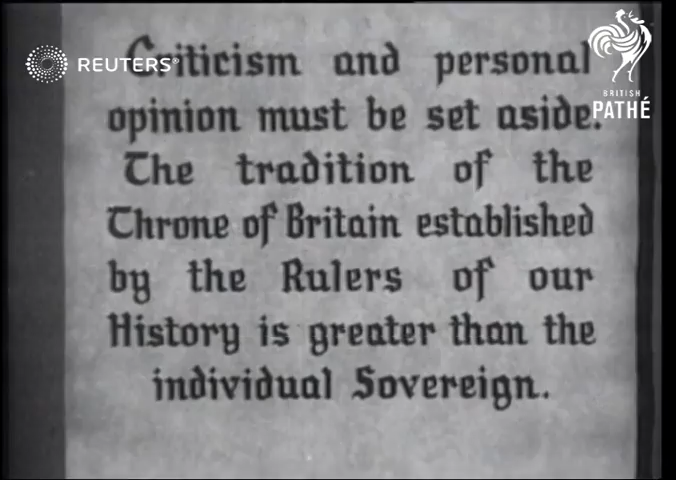 REUTERS®
BRITISH
PATHÉ
Criticism and personal
opinion must be set aside.
The tradition of the
Throne of Britain established
by the Rulers of our
History is greater than the
individual Sovereign.